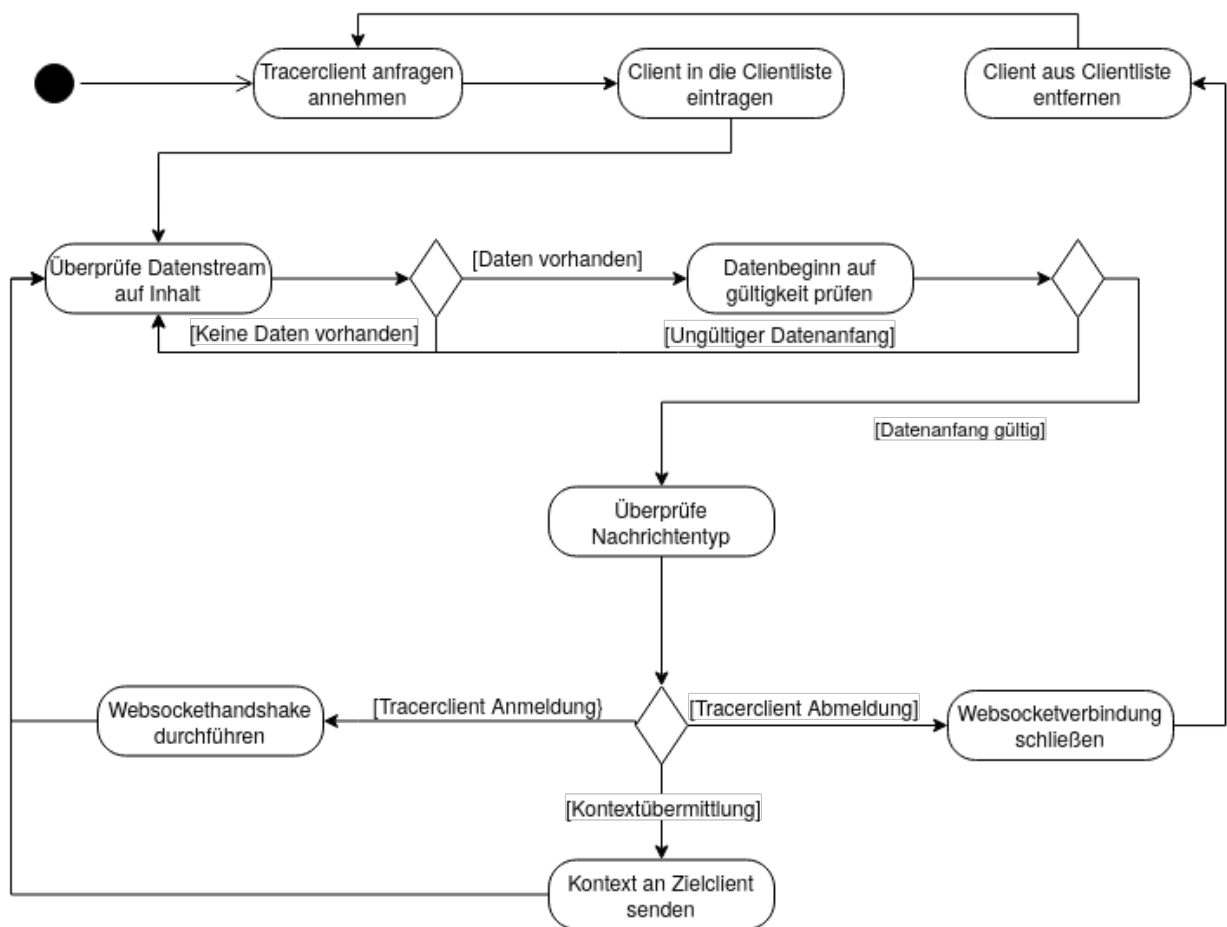 Tracerclient anfragen
annehmen
Client in die Clientliste
eintragen
Client aus Clientliste
entfernen
Überprüfe Datenstream
auf Inhalt
[Daten vorhanden]
Datenbeginn auf
gültigkeit prüfen
[Keine Daten vorhanden]
[Ungültiger Datenanfang]
[Datenanfang gültig]
Überprüfe
Nachrichtentyp
Websockethandshake
durchführen
[Tracerclient Anmeldung}
[Tracerclient Abmeldung]
Websocketverbindung
schließen
[Kontextübermittlung]
Kontext an Zielclient
senden